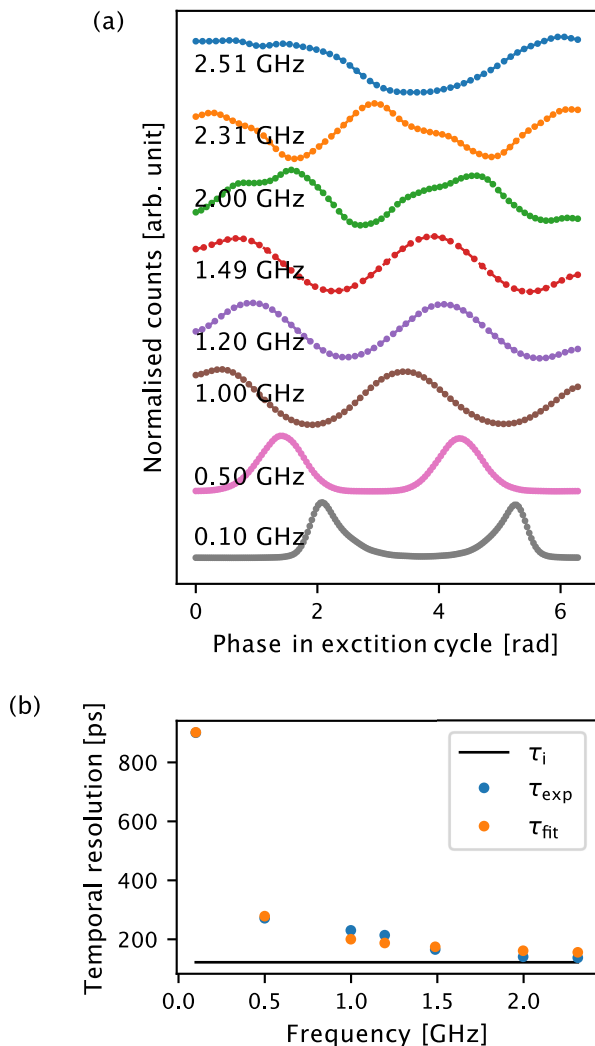 (a)
2.51 GHz
2.31 GHz
2.00 GHz
1.49 GHz
1.20 GHz
1.00 GHz
0.50 GHz
0.10 GHz
Normalised counts [arb. unit]
0 2 4 6
Phase in exctition cycle [rad]
(b)
Temporal resolution [ps]
800
600
400
200
τi
τexp
τfit
0.0 0.5 1.0 1.5 2.0
Frequency [GHz]